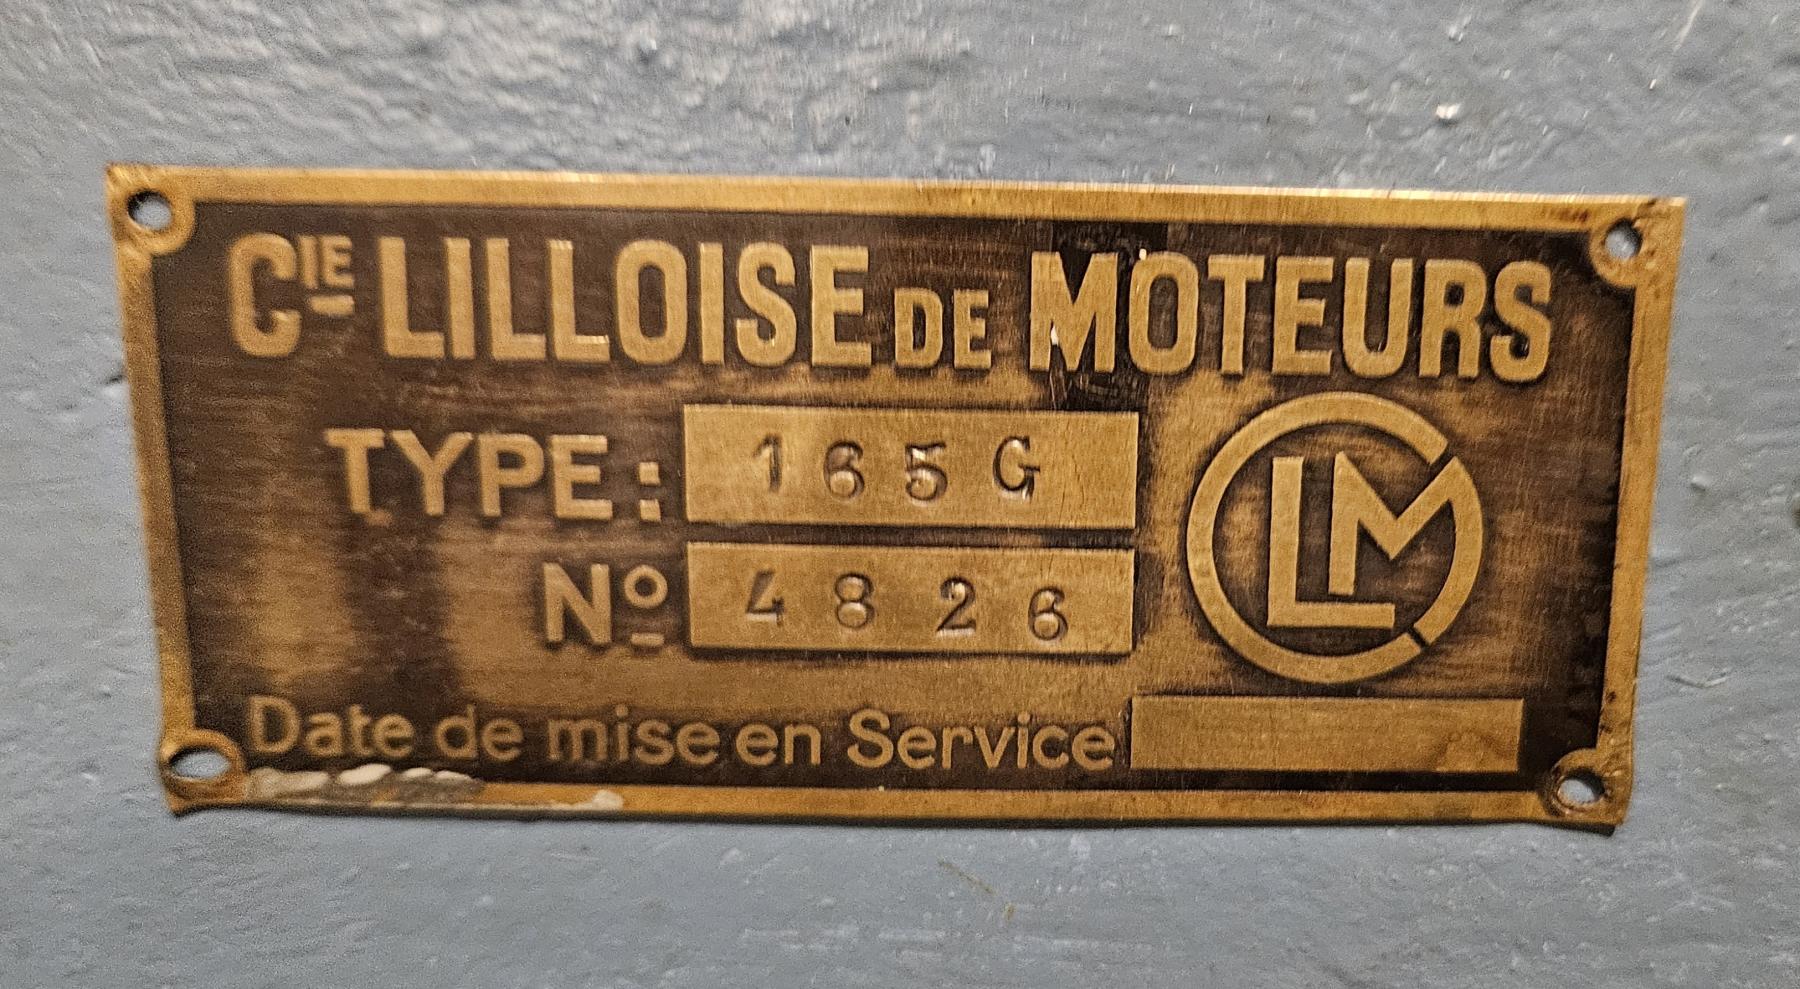 Cie LILLOISE DE MOTEURS
TYPE: 165G
No 4826
CLM
Date de mise en Service